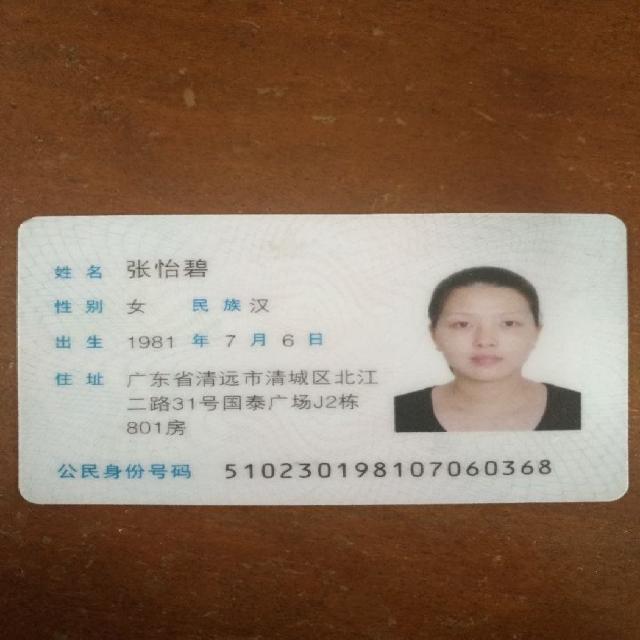 姓名 张怡碧
性别 女 民族 汉
出生 1981 年 7 月 6 日
住址 广东省清远市清城区北江
二路31号国泰广场J2栋
801房
公民身份号码 510230198107060368